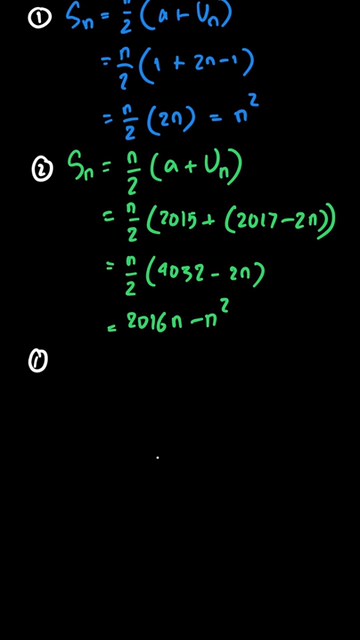 ① Sₙ = n/2 (a + Uₙ)
= n/2 (1 + 2n - 1)
= n/2 (2n) = n²
② Sₙ = n/2 (a + Uₙ)
= n/2 (2015 + (2017 - 2n))
= n/2 (4032 - 2n)
= 2016n - n²
①